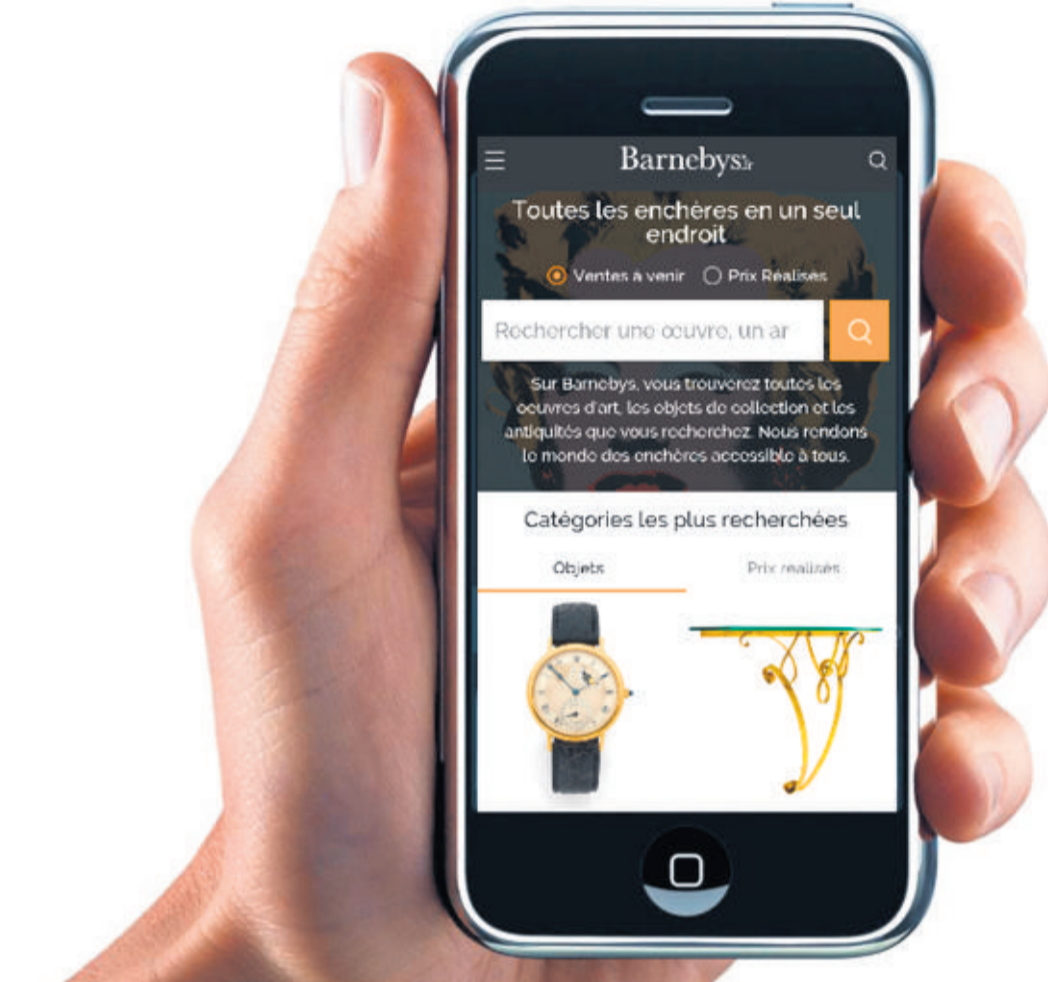 Barnebys.fr
Toutes les enchères en un seul
endroit
Ventes à venir Prix Réalisés
Rechercher une œuvre, un ar
Sur Barnebys, vous trouverez toutes les
oeuvres d'art, les objets de collection et les
antiquités que vous recherchez. Nous rendons
le monde des enchères accessible à tous.
Catégories les plus recherchées
Objets Prix réalisés